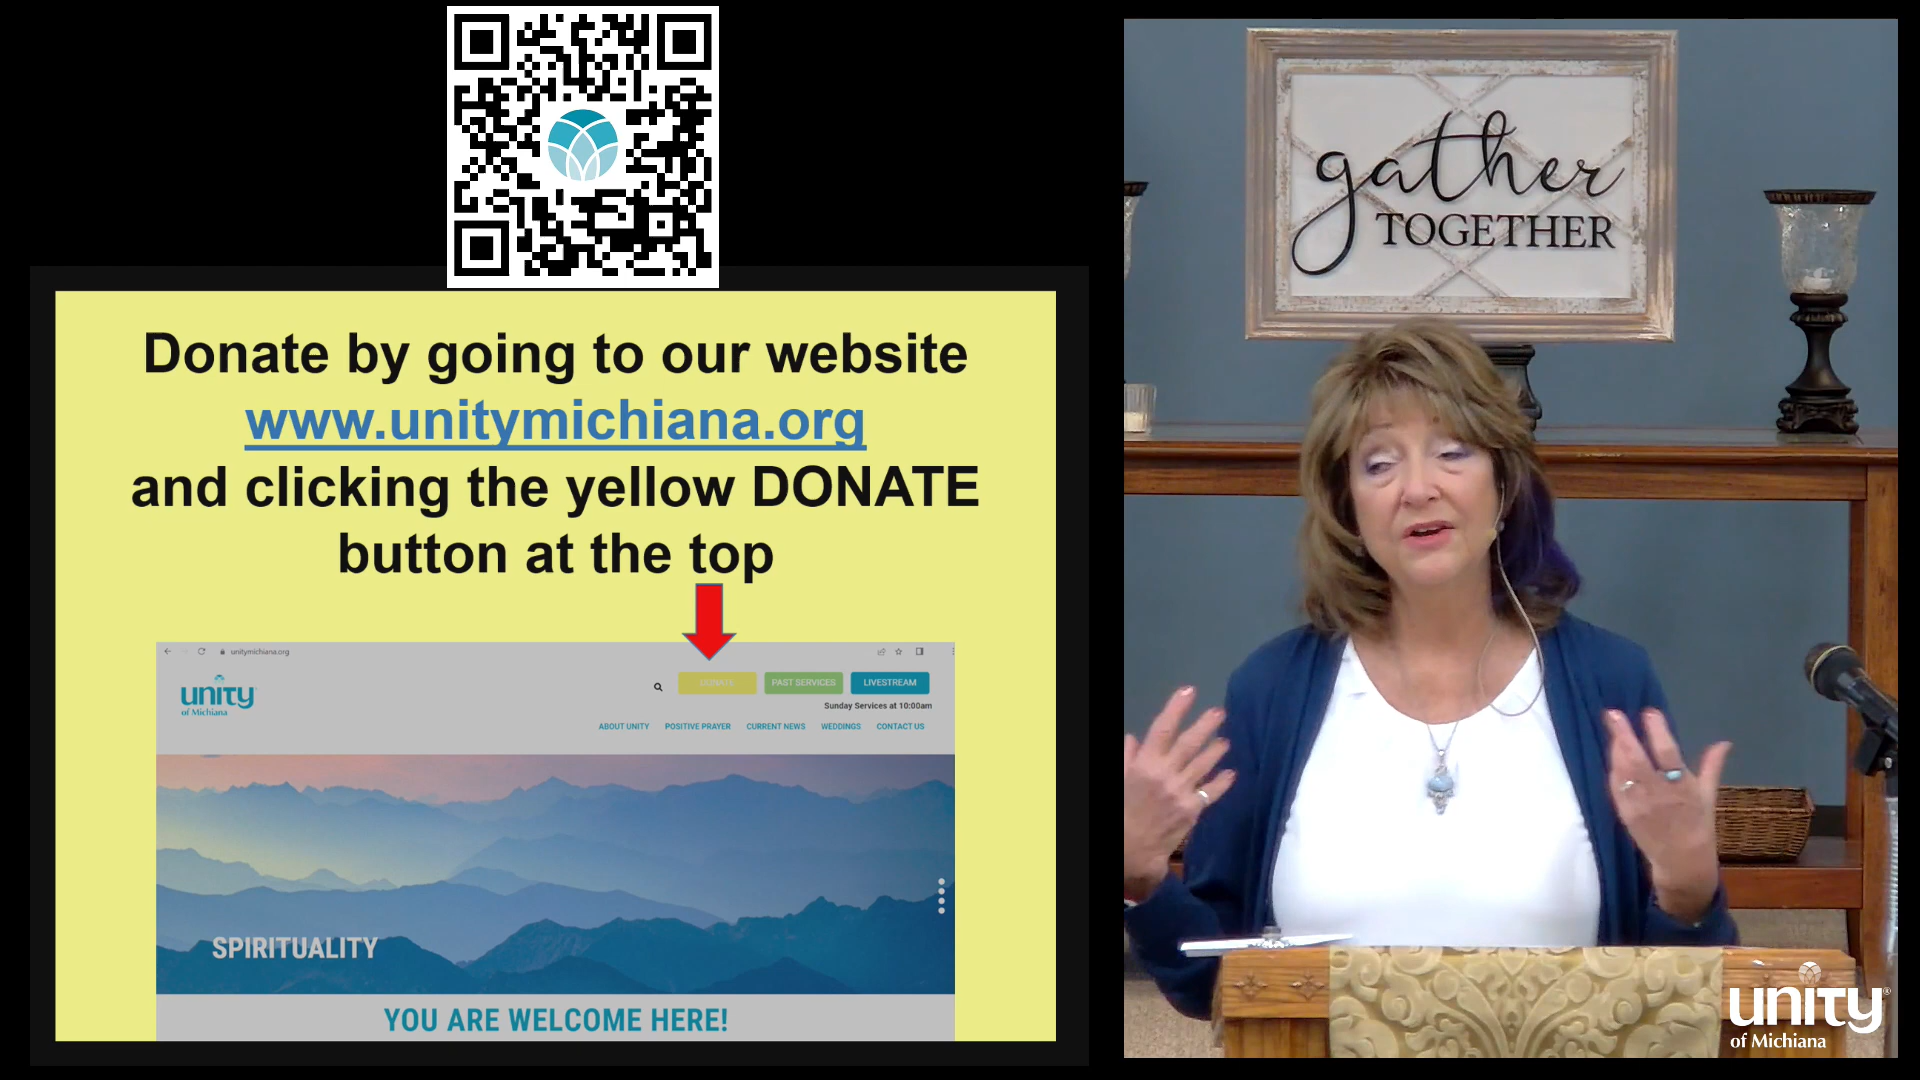 Donate by going to our website
www.unitymichiana.org
and clicking the yellow DONATE
button at the top
unitymichiana.org
unity
of Michiana
DONATE
PAST SERVICES
LIVESTREAM
Sunday Services at 10:00am
ABOUT UNITY
POSITIVE PRAYER
CURRENT NEWS
WEDDINGS
CONTACT US
SPIRITUALITY
YOU ARE WELCOME HERE!
gather
TOGETHER
unity®
of Michiana